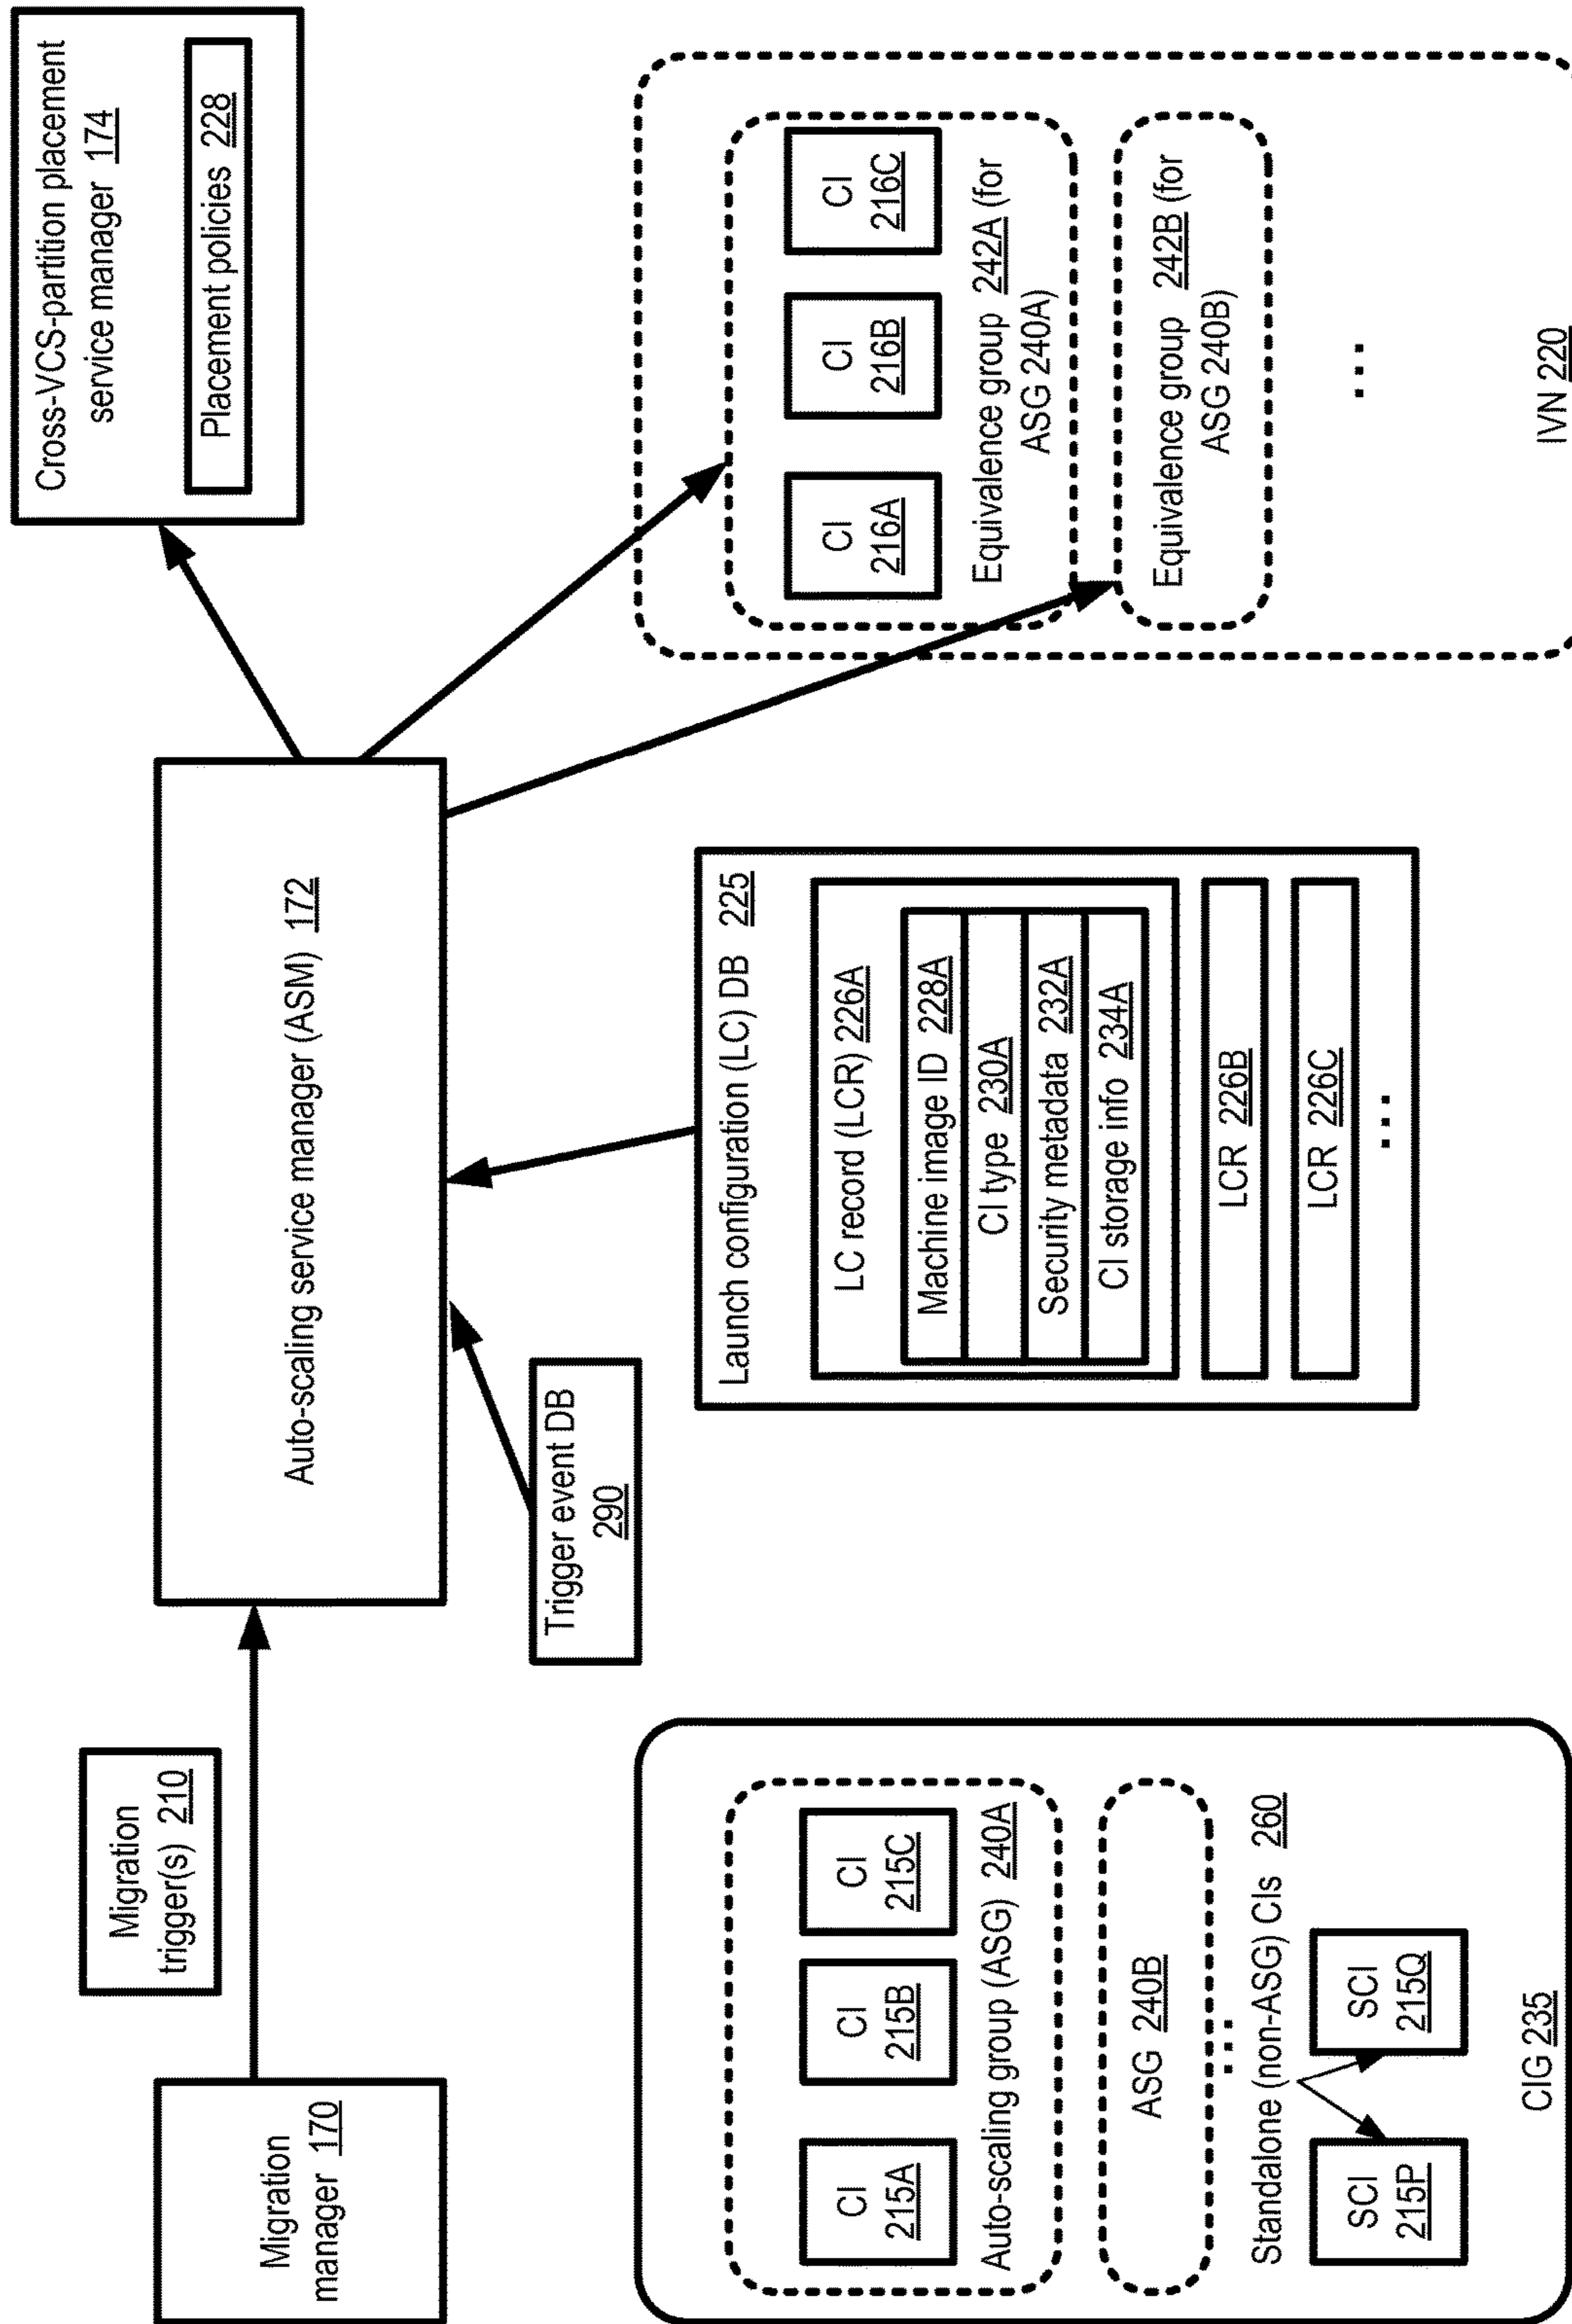 Migration
manager 170
Migration
trigger(s) 210
Auto-scaling service manager (ASM) 172
Cross-VCS-partition placement
service manager 174
Placement policies 228
Trigger event DB
290
CI
215A
CI
215B
CI
215C
Auto-scaling group (ASG) 240A
ASG 240B
...
Standalone (non-ASG) CIs 260
SCI
215P
SCI
215Q
CIG 235
Launch configuration (LC) DB 225
LC record (LCR) 226A
Machine image ID 228A
CI type 230A
Security metadata 232A
CI storage info 234A
LCR 226B
LCR 226C
...
CI
216A
CI
216B
CI
216C
Equivalence group 242A (for
ASG 240A)
Equivalence group 242B (for
ASG 240B)
...
IVN 220